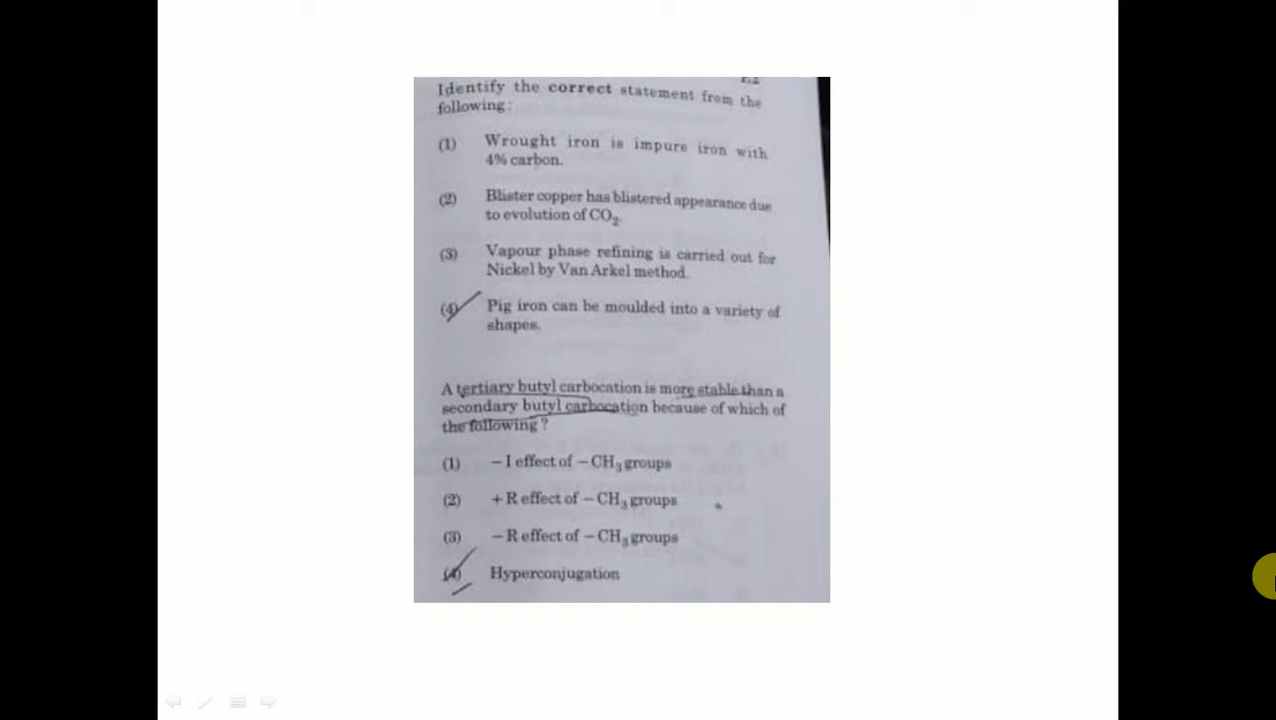 Identify the correct statement from the
following:
(1) Wrought iron is impure iron with
4% carbon.
(2) Blister copper has blistered appearance due
to evolution of CO₂.
(3) Vapour phase refining is carried out for
Nickel by Van Arkel method.
(4) Pig iron can be moulded into a variety of
shapes.
A tertiary butyl carbocation is more stable than a
secondary butyl carbocation because of which of
the following?
(1) – I effect of – CH₃ groups
(2) + R effect of – CH₃ groups
(3) – R effect of – CH₃ groups
(4) Hyperconjugation